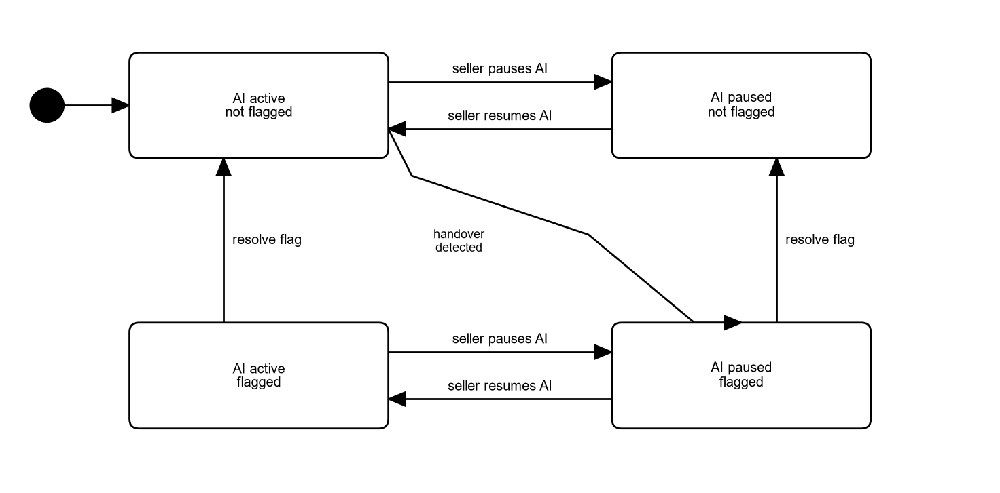 seller pauses AI
AI active
not flagged
AI paused
not flagged
seller resumes AI
handover
detected
resolve flag
resolve flag
seller pauses AI
AI active
flagged
AI paused
flagged
seller resumes AI